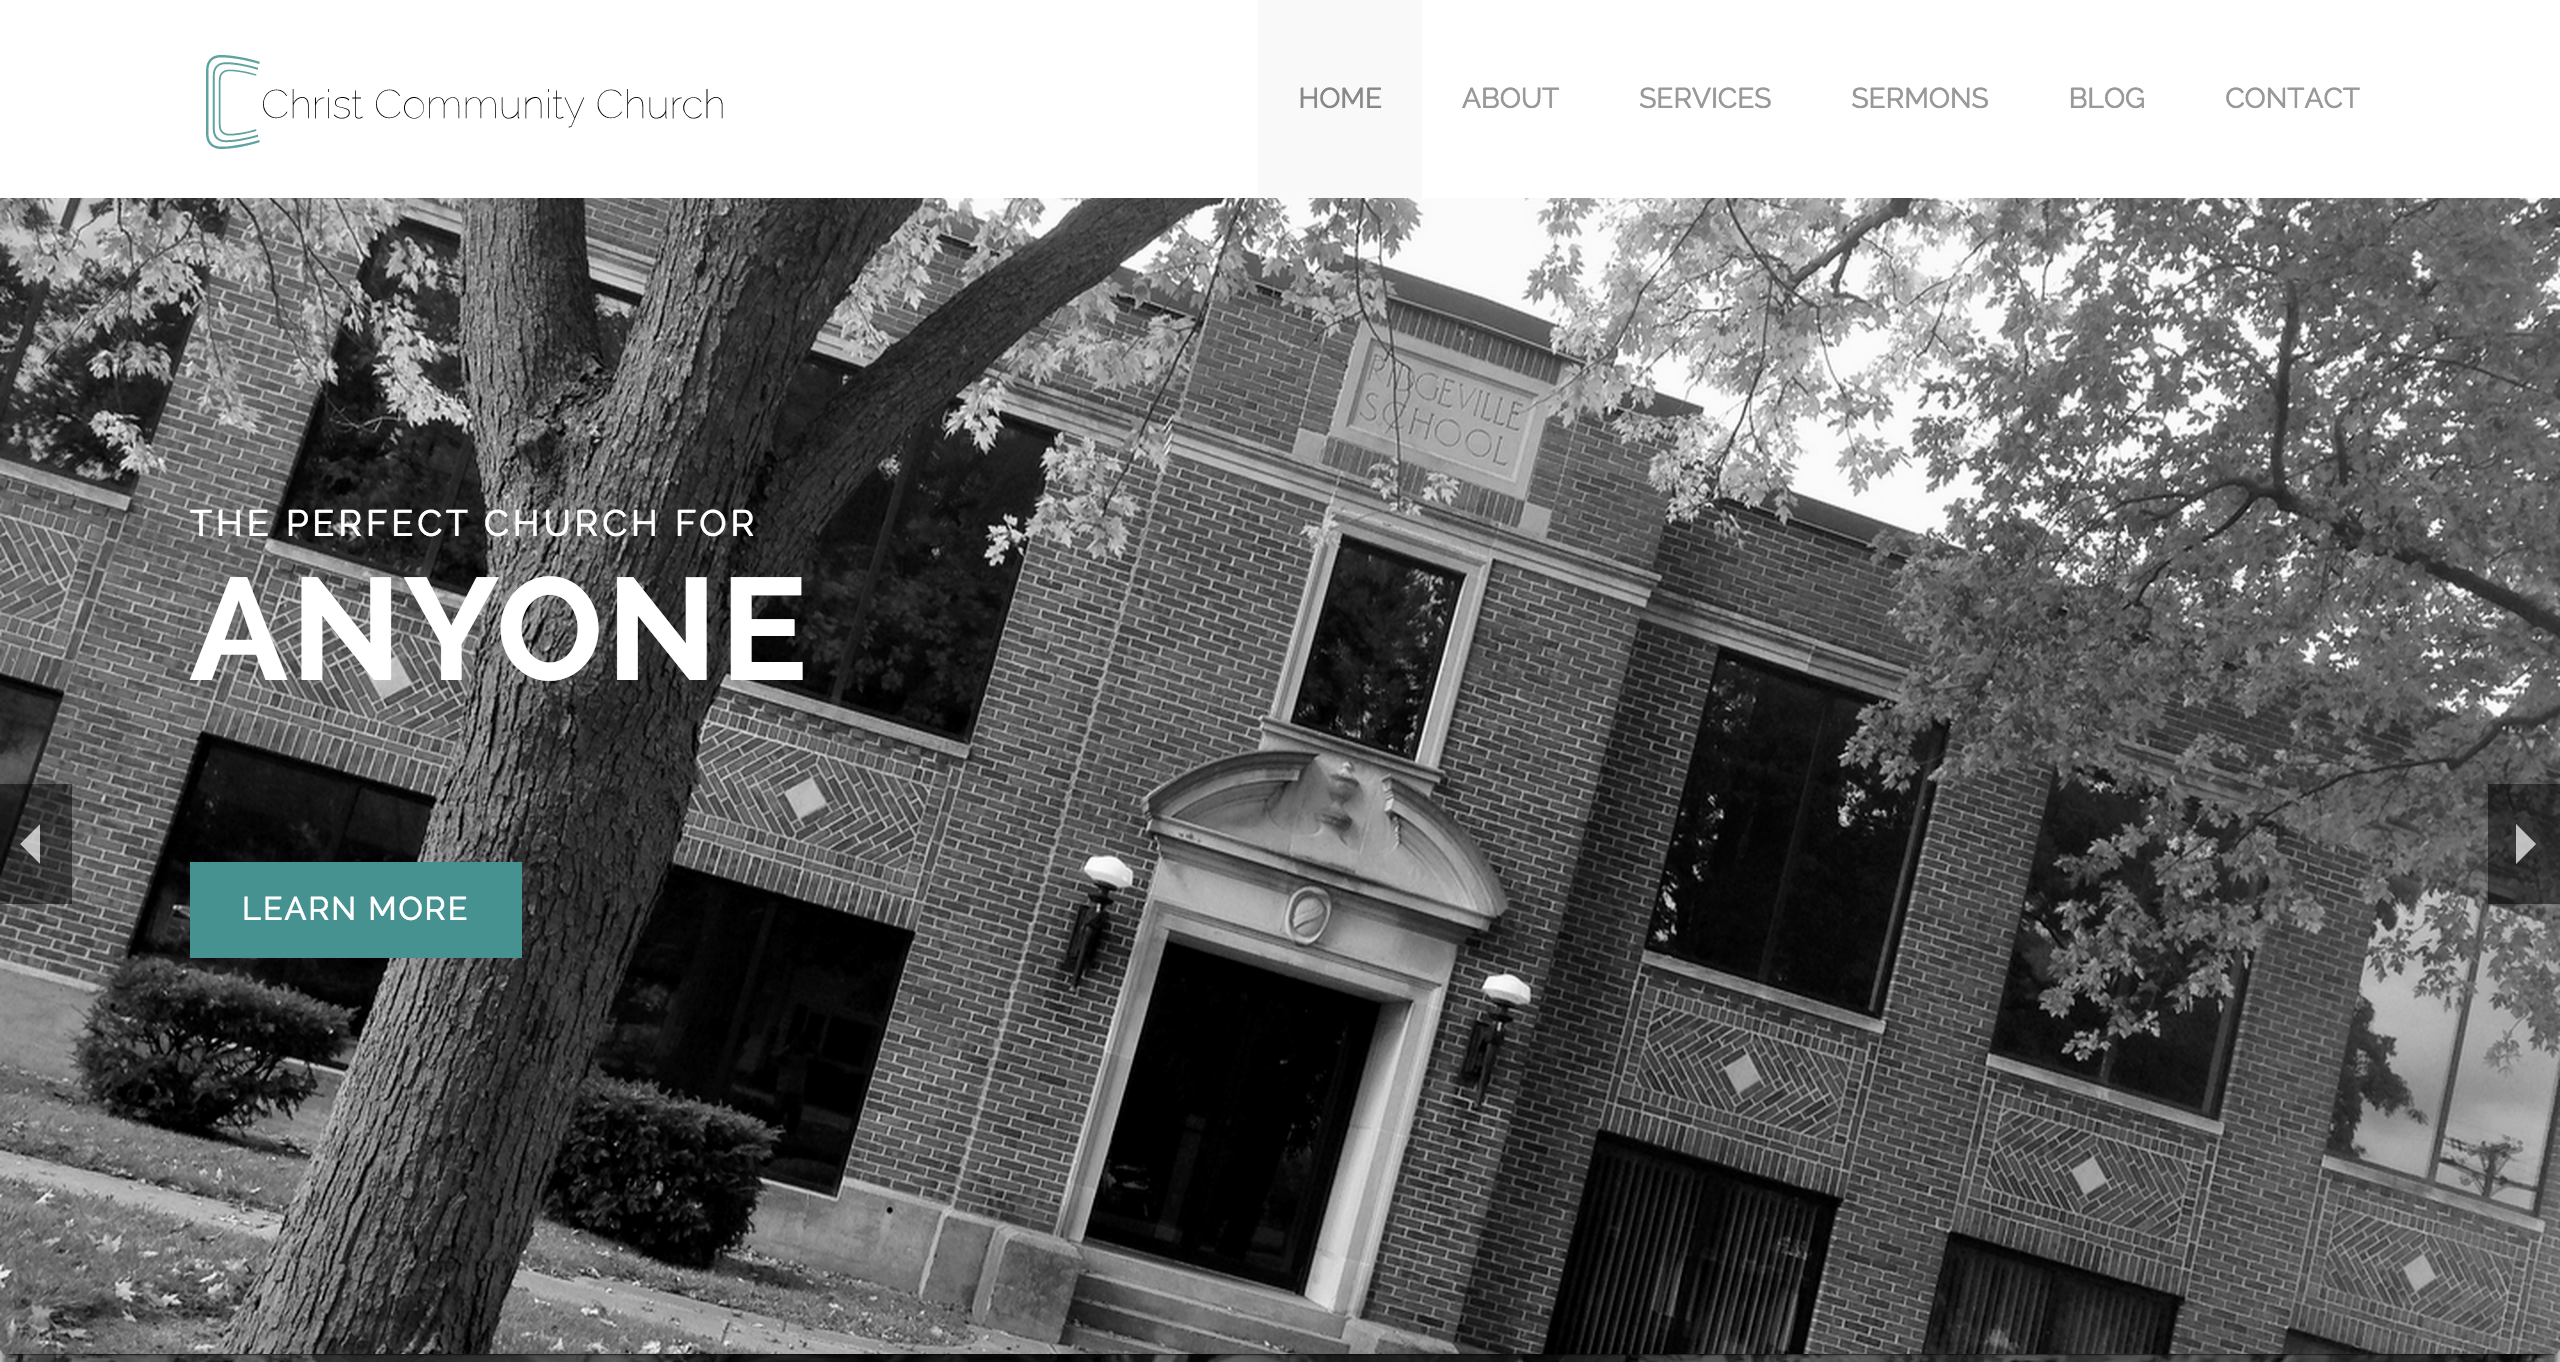 Christ Community Church
HOME ABOUT SERVICES SERMONS BLOG CONTACT
RIDGEVILLE
SCHOOL
THE PERFECT CHURCH FOR
ANYONE
LEARN MORE